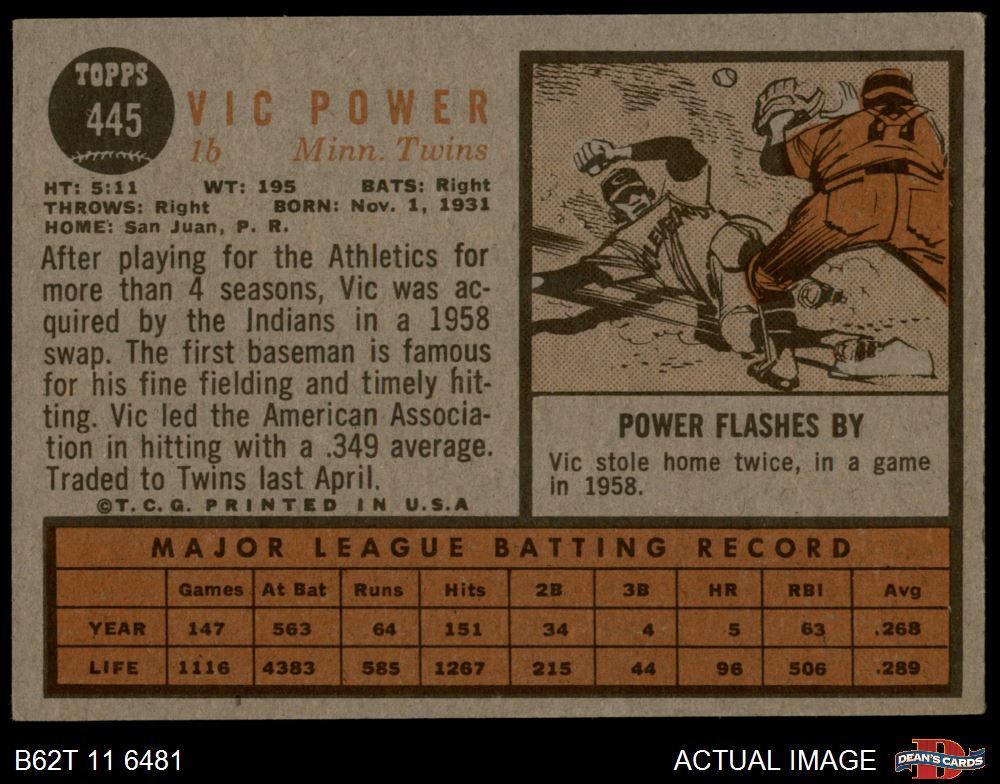 TOPPS
445
VIC POWER
1b Minn. Twins
HT: 5:11 WT: 195 BATS: Right
THROWS: Right BORN: Nov. 1, 1931
HOME: San Juan, P. R.
After playing for the Athletics for
more than 4 seasons, Vic was ac-
quired by the Indians in a 1958
swap. The first baseman is famous
for his fine fielding and timely hit-
ting. Vic led the American Associa-
tion in hitting with a .349 average.
Traded to Twins last April.
©T.C.G. PRINTED IN U.S.A
POWER FLASHES BY
Vic stole home twice, in a game
in 1958.
MAJOR LEAGUE BATTING RECORD
Games At Bat Runs Hits 2B 3B HR RBI Avg
YEAR 147 563 64 151 34 4 5 63 .268
LIFE 1116 4383 585 1267 215 44 96 506 .289
B62T 11 6481
ACTUAL IMAGE
D
DEAN'S CARDS